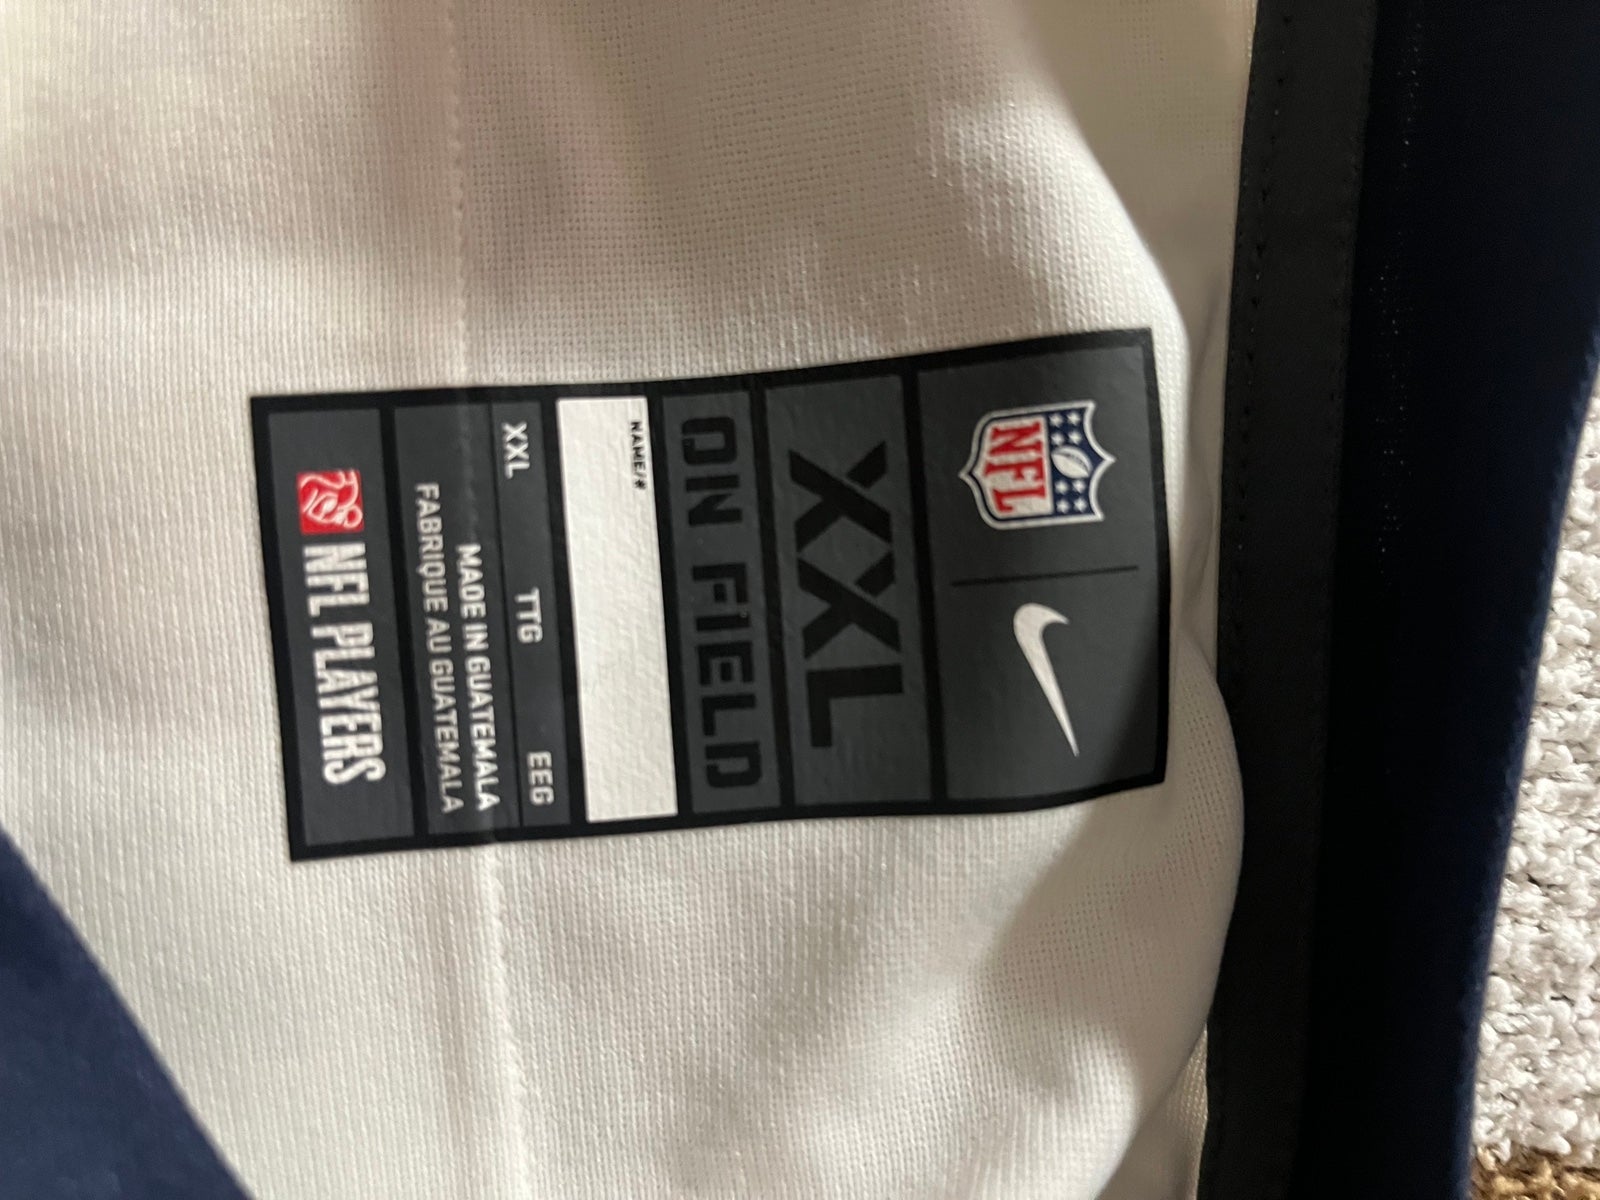 NFL
XXL
ON FIELD
NAME/#
XXL TTG EEG
MADE IN GUATEMALA
FABRIQUE AU GUATEMALA
NFL PLAYERS